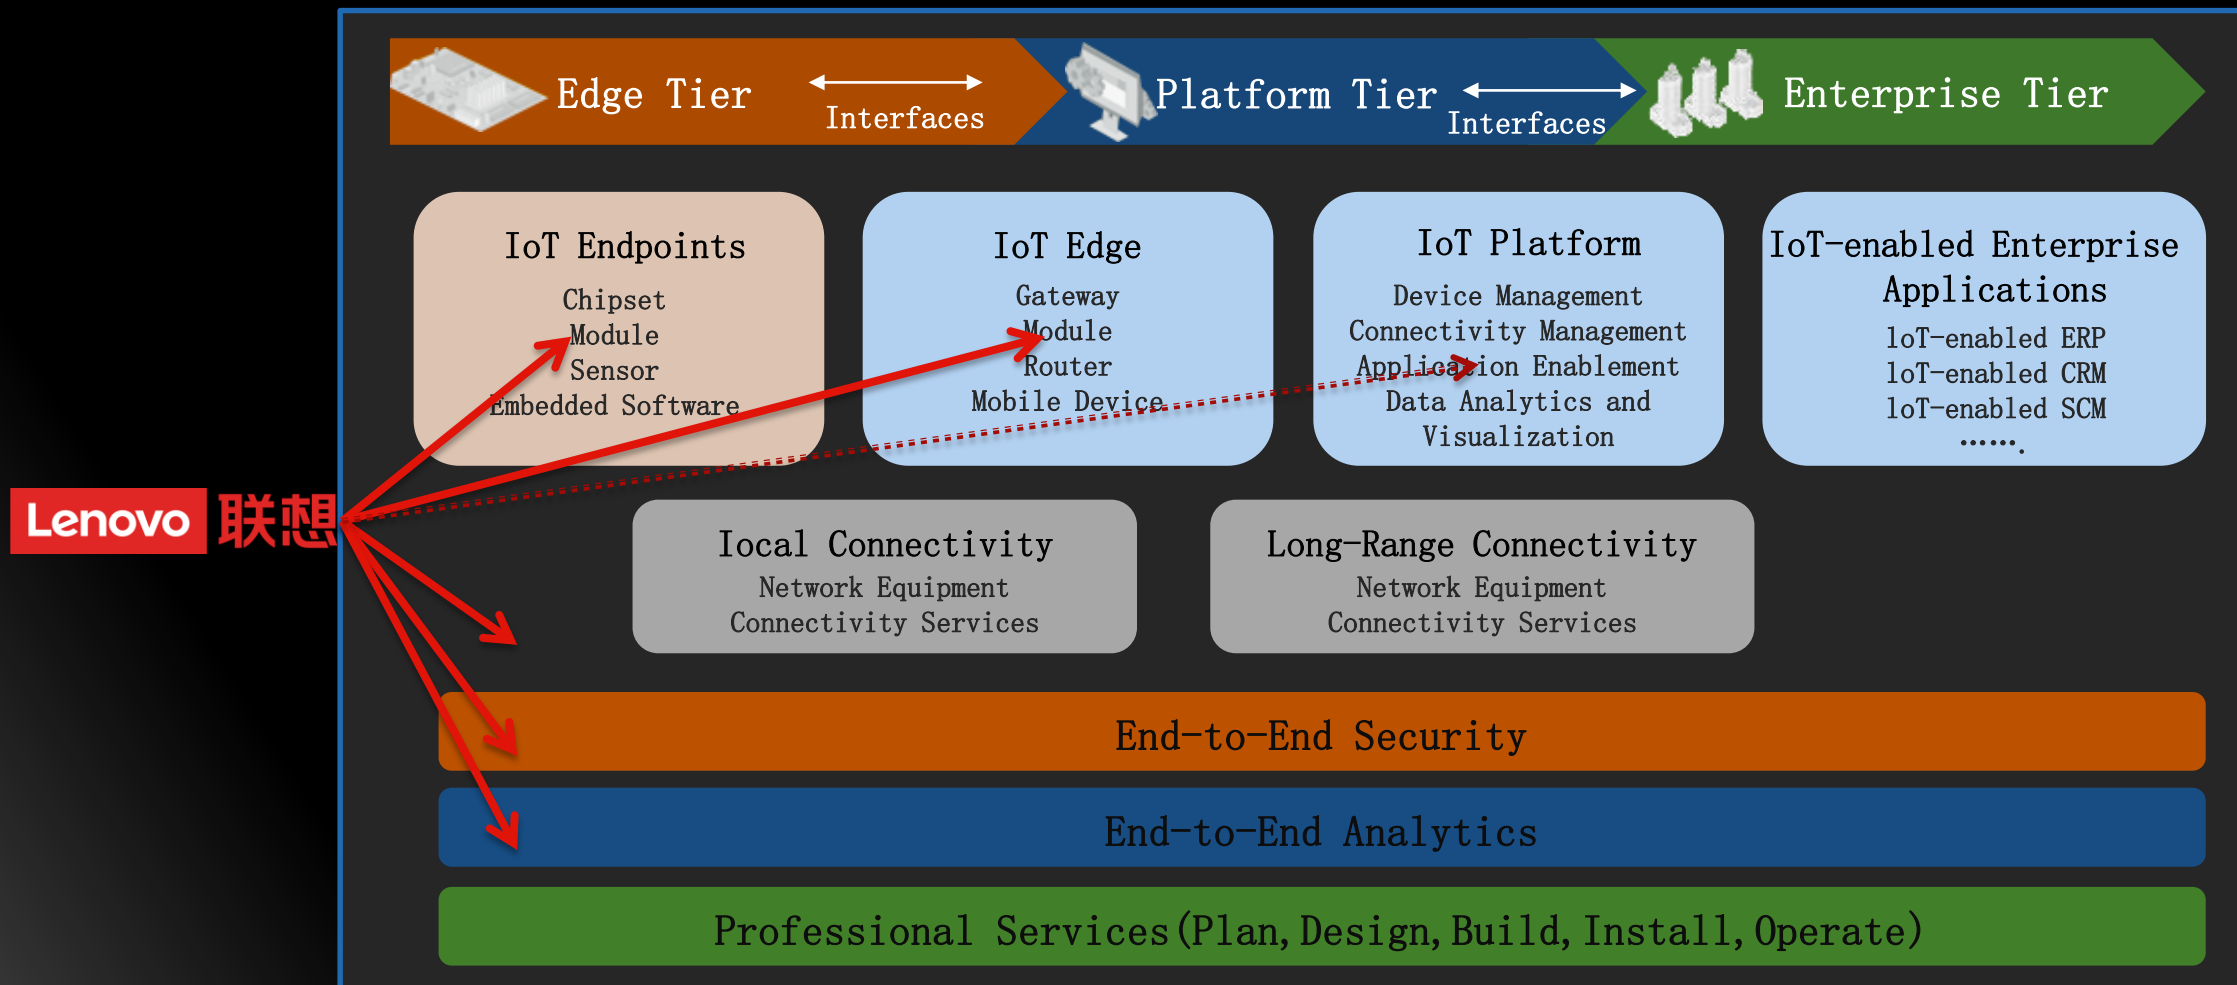 Edge Tier
Interfaces
Platform Tier
Interfaces
Enterprise Tier
IoT Endpoints
Chipset
Module
Sensor
Embedded Software
IoT Edge
Gateway
Module
Router
Mobile Device
IoT Platform
Device Management
Connectivity Management
Application Enablement
Data Analytics and
Visualization
IoT-enabled Enterprise
Applications
loT-enabled ERP
loT-enabled CRM
loT-enabled SCM
…….
Lenovo 联想
Iocal Connectivity
Network Equipment
Connectivity Services
Long-Range Connectivity
Network Equipment
Connectivity Services
End-to-End Security
End-to-End Analytics
Professional Services(Plan,Design,Build,Install,Operate)